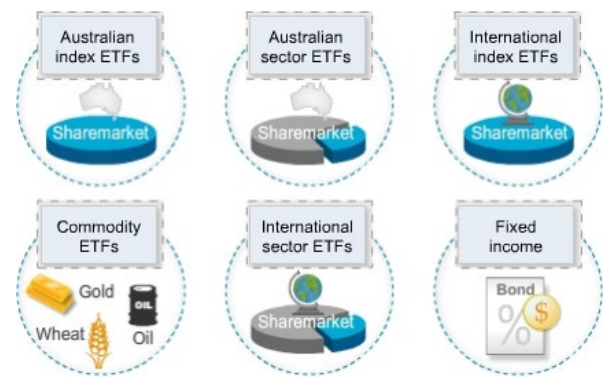 Australian
index ETFs
Sharemarket
Australian
sector ETFs
Sharemarket
International
index ETFs
Sharemarket
Commodity
ETFs
Gold
OIL
Wheat
Oil
International
sector ETFs
Sharemarket
Fixed
income
Bond
%
$